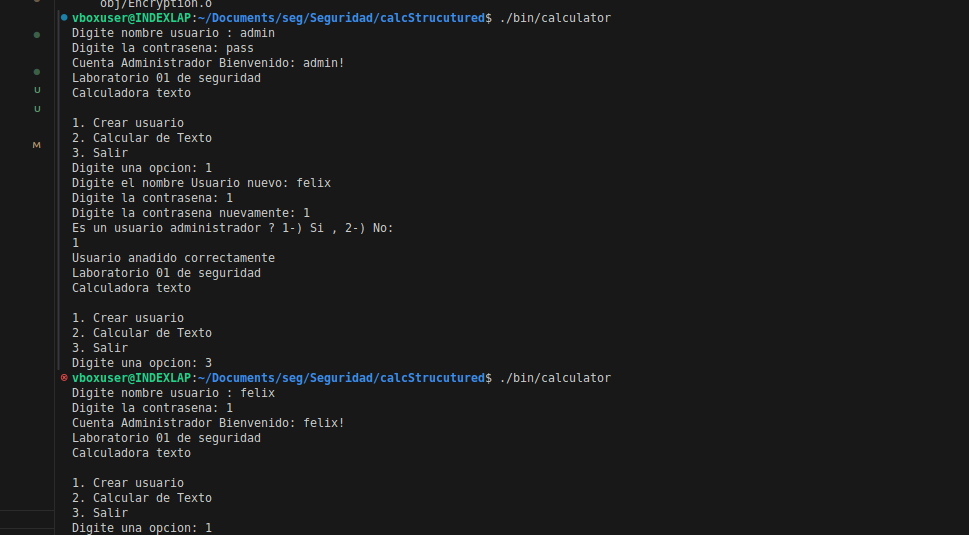 obj/Encryption.o
vboxuser@INDEXLAP:~/Documents/seg/Seguridad/calcStrucutured$ ./bin/calculator
Digite nombre usuario : admin
Digite la contrasena: pass
Cuenta Administrador Bienvenido: admin!
Laboratorio 01 de seguridad
Calculadora texto

1. Crear usuario
2. Calcular de Texto
3. Salir
Digite una opcion: 1
Digite el nombre Usuario nuevo: felix
Digite la contrasena: 1
Digite la contrasena nuevamente: 1
Es un usuario administrador ? 1-) Si , 2-) No:
1
Usuario anadido correctamente
Laboratorio 01 de seguridad
Calculadora texto

1. Crear usuario
2. Calcular de Texto
3. Salir
Digite una opcion: 3
vboxuser@INDEXLAP:~/Documents/seg/Seguridad/calcStrucutured$ ./bin/calculator
Digite nombre usuario : felix
Digite la contrasena: 1
Cuenta Administrador Bienvenido: felix!
Laboratorio 01 de seguridad
Calculadora texto

1. Crear usuario
2. Calcular de Texto
3. Salir
Digite una opcion: 1
U
U
M